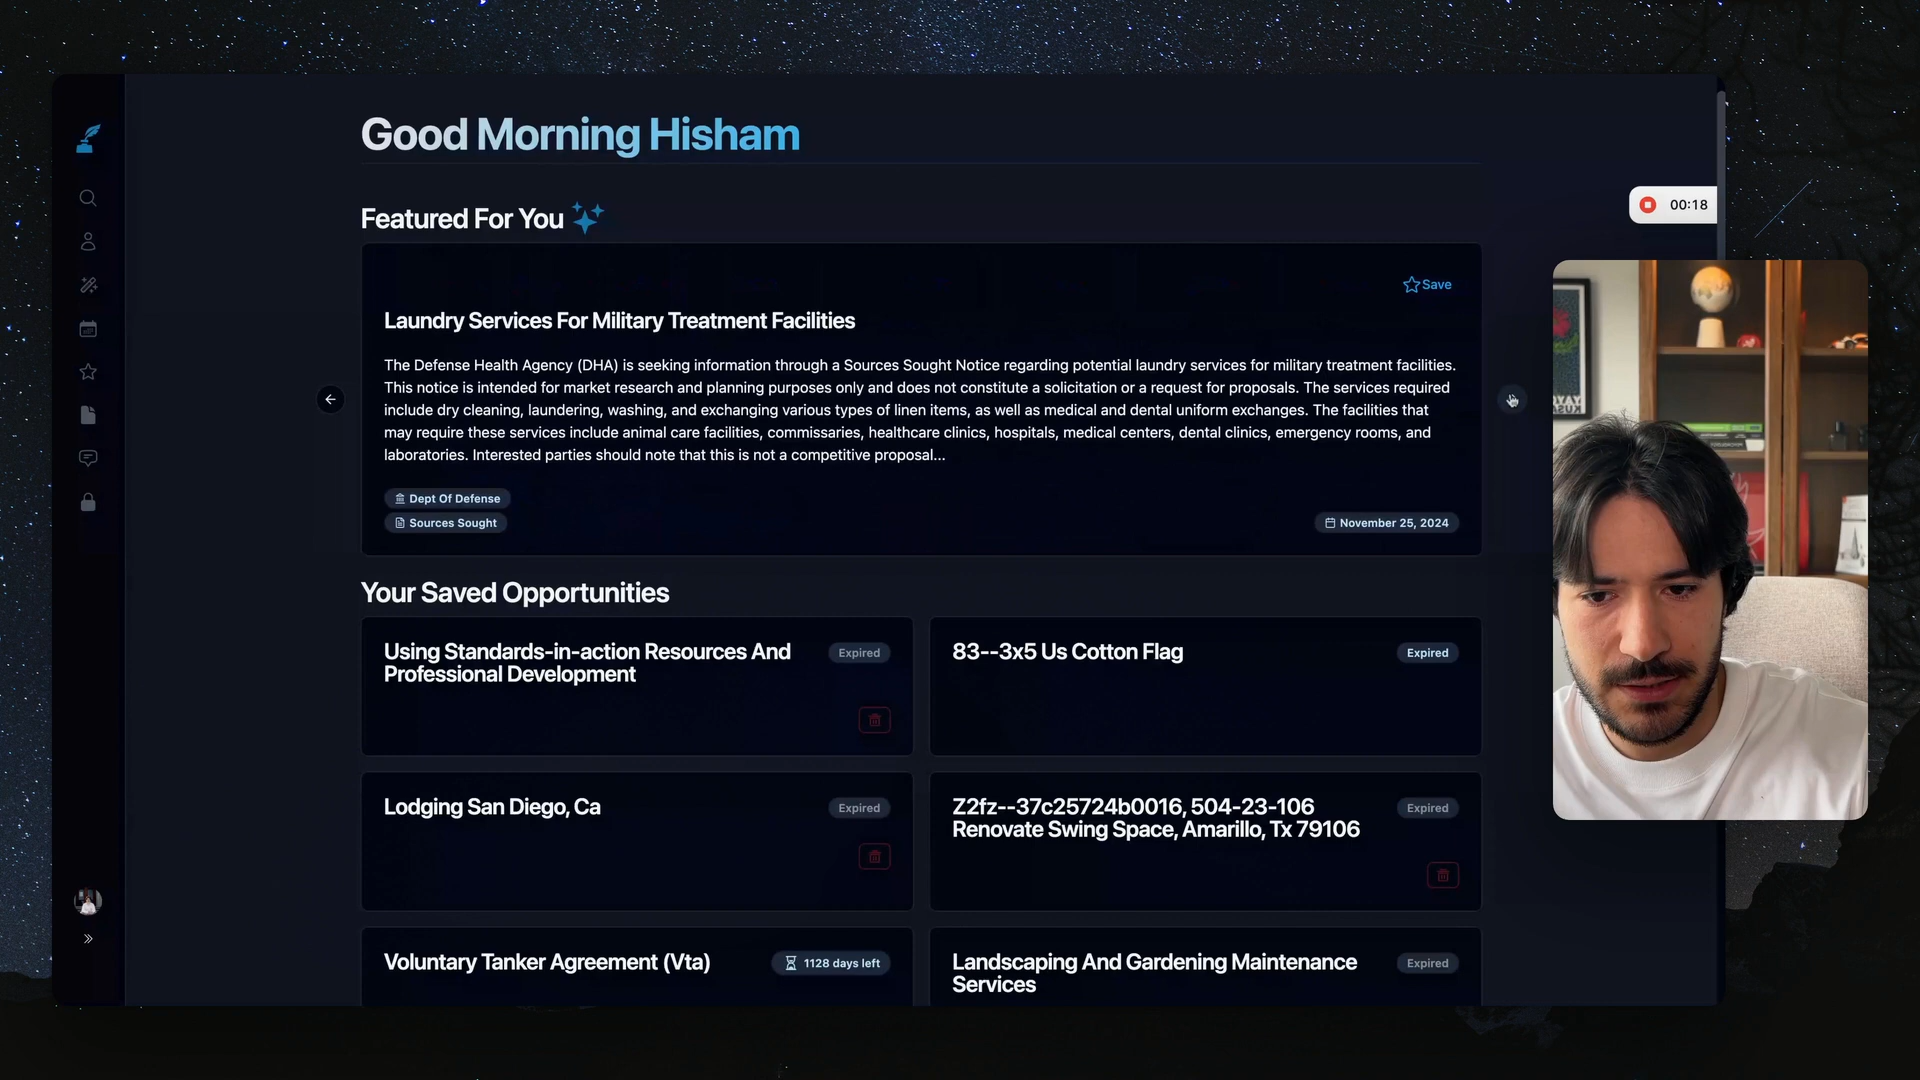 Good Morning Hisham
00:18
Featured For You
Save
Laundry Services For Military Treatment Facilities
The Defense Health Agency (DHA) is seeking information through a Sources Sought Notice regarding potential laundry services for military treatment facilities.
This notice is intended for market research and planning purposes only and does not constitute a solicitation or a request for proposals. The services required
include dry cleaning, laundering, washing, and exchanging various types of linen items, as well as medical and dental uniform exchanges. The facilities that
may require these services include animal care facilities, commissaries, healthcare clinics, hospitals, medical centers, dental clinics, emergency rooms, and
laboratories. Interested parties should note that this is not a competitive proposal...
Dept Of Defense
Sources Sought
November 25, 2024
Your Saved Opportunities
Using Standards-in-action Resources And
Professional Development
Expired
83--3x5 Us Cotton Flag
Expired
Lodging San Diego, Ca
Expired
Z2fz--37c25724b0016, 504-23-106
Renovate Swing Space, Amarillo, Tx 79106
Expired
Voluntary Tanker Agreement (Vta)
1128 days left
Landscaping And Gardening Maintenance
Services
Expired